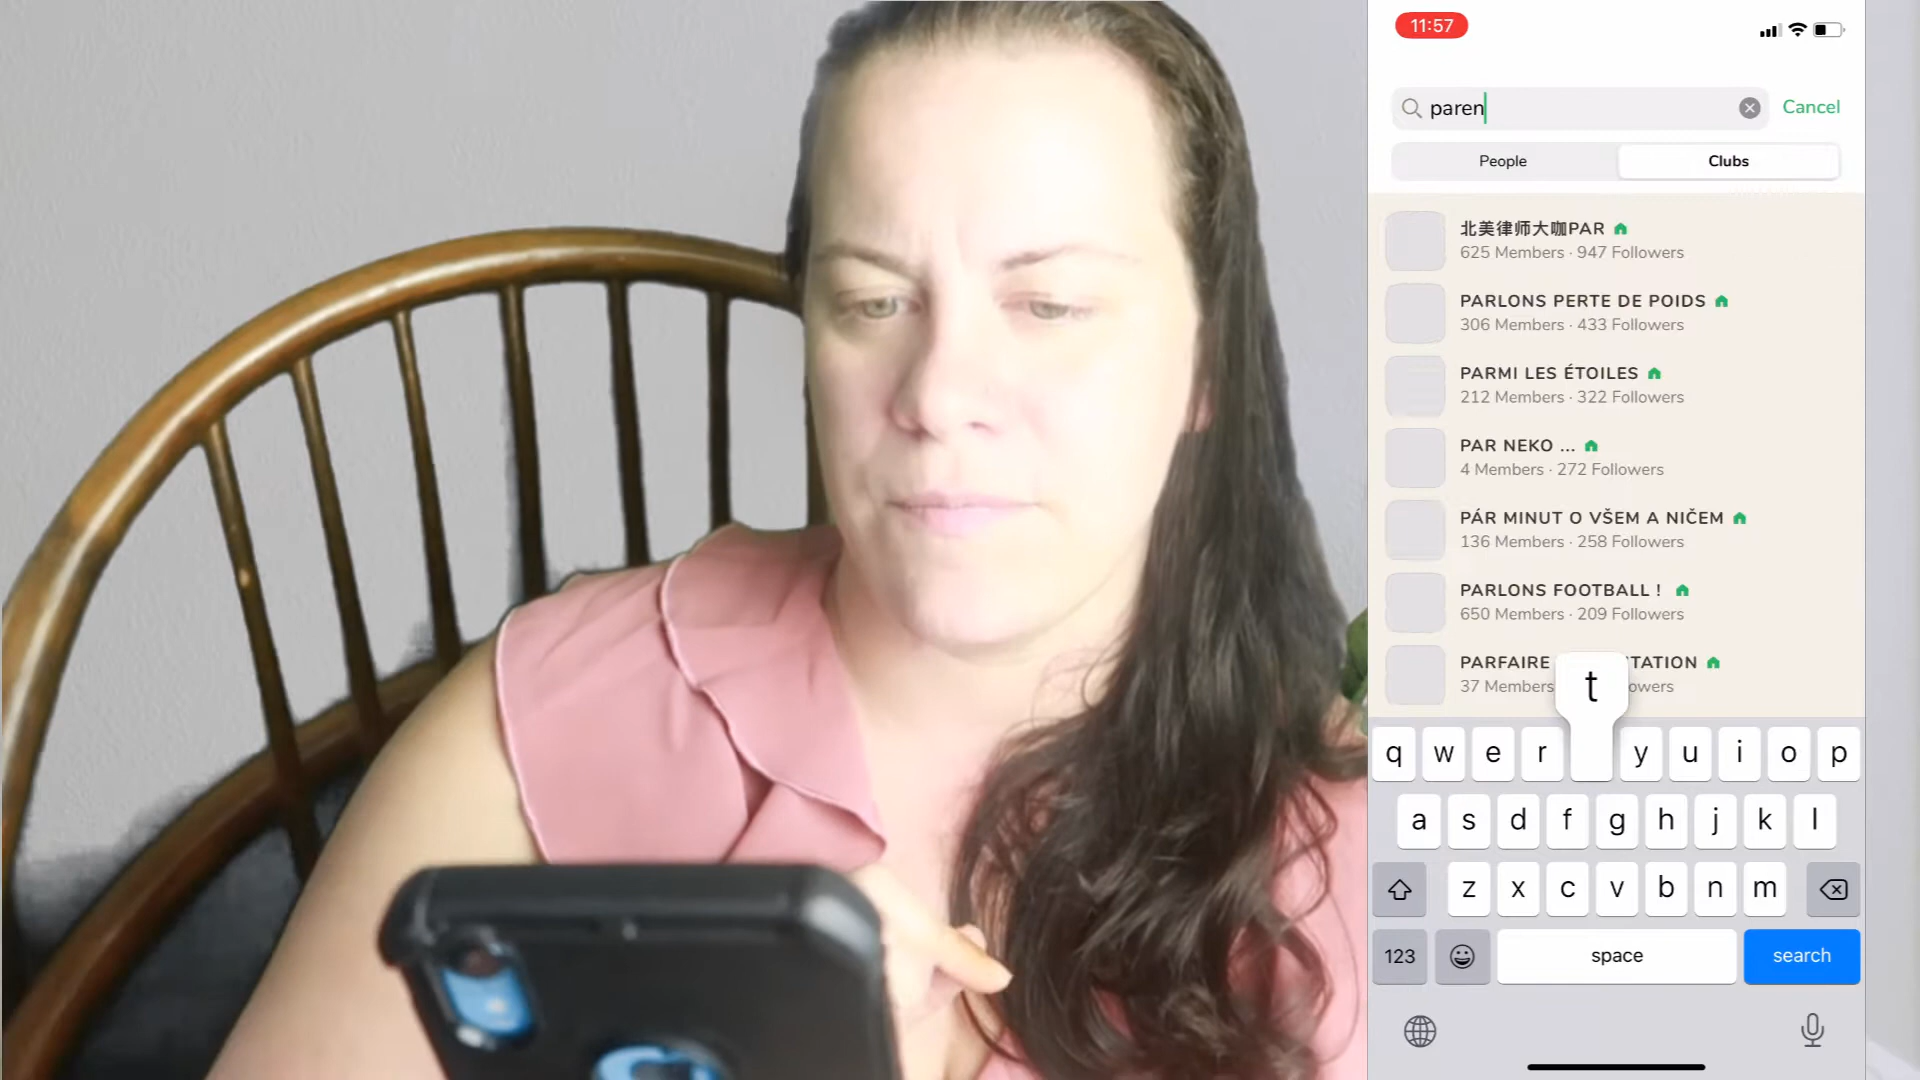 11:57
paren
Cancel
People
Clubs
北美律师大咖PAR
625 Members · 947 Followers
PARLONS PERTE DE POIDS
306 Members · 433 Followers
PARMI LES ÉTOILES
212 Members · 322 Followers
PAR NEKO ...
4 Members · 272 Followers
PÁR MINUT O VŠEM A NIČEM
136 Members · 258 Followers
PARLONS FOOTBALL !
650 Members · 209 Followers
PARFAIRE
37 Members
t
q w e r y u i o p
a s d f g h j k l
z x c v b n m
123
space
search